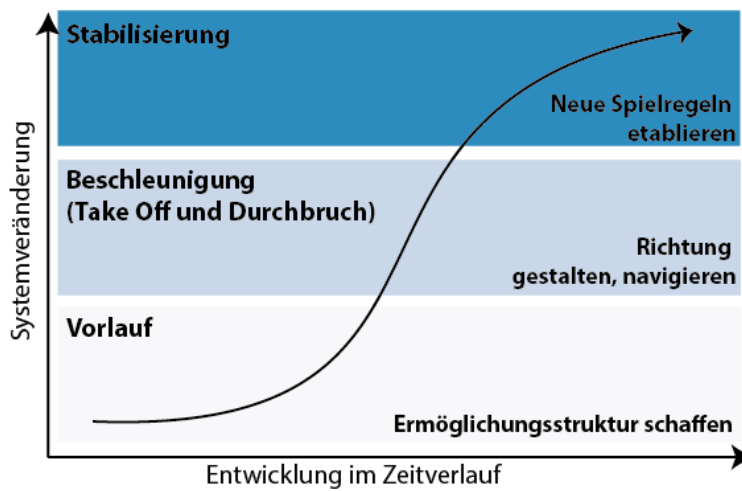 Stabilisierung
Neue Spielregeln
etablieren
Beschleunigung
(Take Off und Durchbruch)
Richtung
gestalten, navigieren
Vorlauf
Ermöglichungsstruktur schaffen
Systemveränderung
Entwicklung im Zeitverlauf